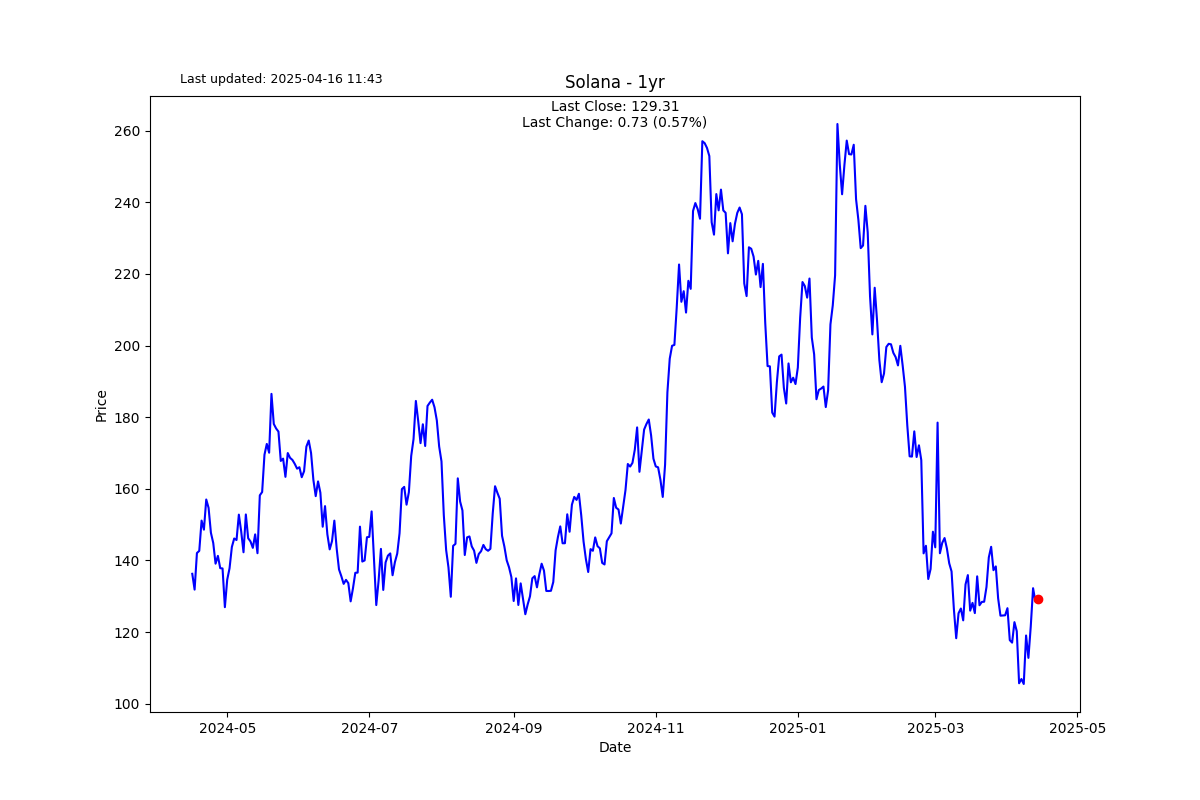 Last updated: 2025-04-16 11:43
Solana - 1yr
Last Close: 129.31
Last Change: 0.73 (0.57%)
260
240
220
200
180
160
140
120
100
Price
2024-05
2024-07
2024-09
2024-11
2025-01
2025-03
2025-05
Date